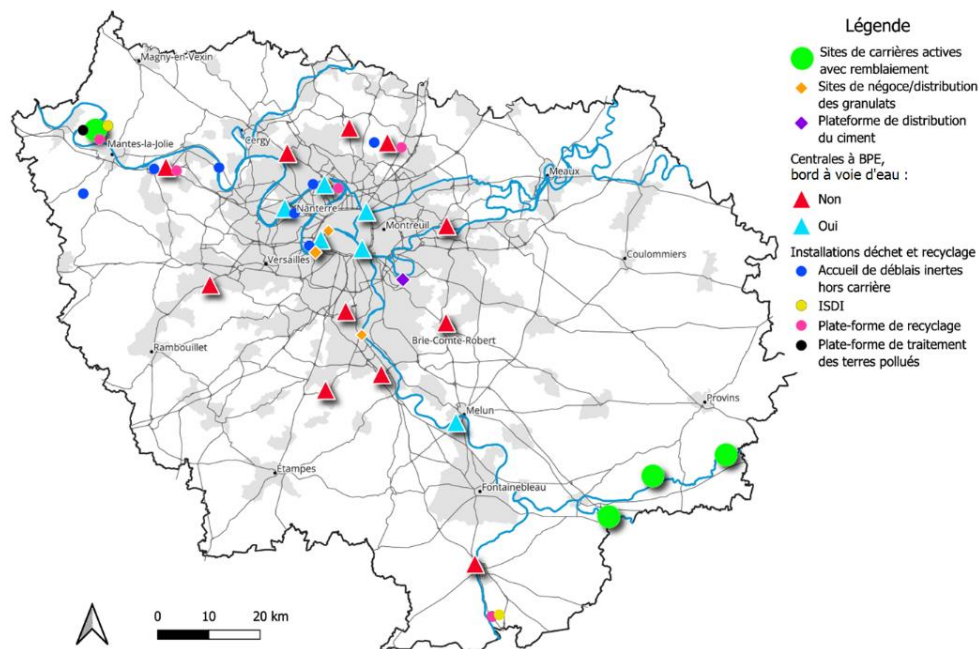 Légende
Sites de carrières actives
avec remblaiement
Sites de négoce/distribution
des granulats
Plateforme de distribution
du ciment
Centrales à BPE,
bord à voie d'eau :
Non
Oui
Installations déchet et recyclage
Accueil de déblais inertes
hors carrière
ISDI
Plate-forme de recyclage
Plate-forme de traitement
des terres pollués
Magny-en-Vexin
Mantes-la-Jolie
Cergy
Meaux
Nanterre
Montreuil
Versailles
Coulommiers
Rambouillet
Brie-Comte-Robert
Provins
Melun
Étampes
Fontainebleau
0 10 20 km